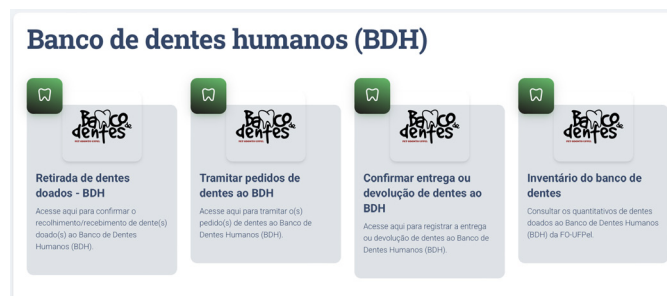 Banco de dentes humanos (BDH)
Banco de
dentes
Retirada de dentes
doados - BDH
Acesse aqui para confirmar o
recolhimento/recebimento de dente(s)
doado(s) ao Banco de Dentes
Humanos (BDH).
Banco de
dentes
Tramitar pedidos de
dentes ao BDH
Acesse aqui para tramitar o(s)
pedido(s) de dentes ao Banco de
Dentes Humanos (BDH).
Banco de
dentes
Confirmar entrega ou
devolução de dentes ao
BDH
Acesse aqui para registrar a entrega
ou devolução de dentes ao Banco de
Dentes Humanos (BDH).
Banco de
dentes
Inventário do banco de
dentes
Consultar os quantitativos de dentes
doados ao Banco de Dentes Humanos
(BDH) da FO-UFPel.